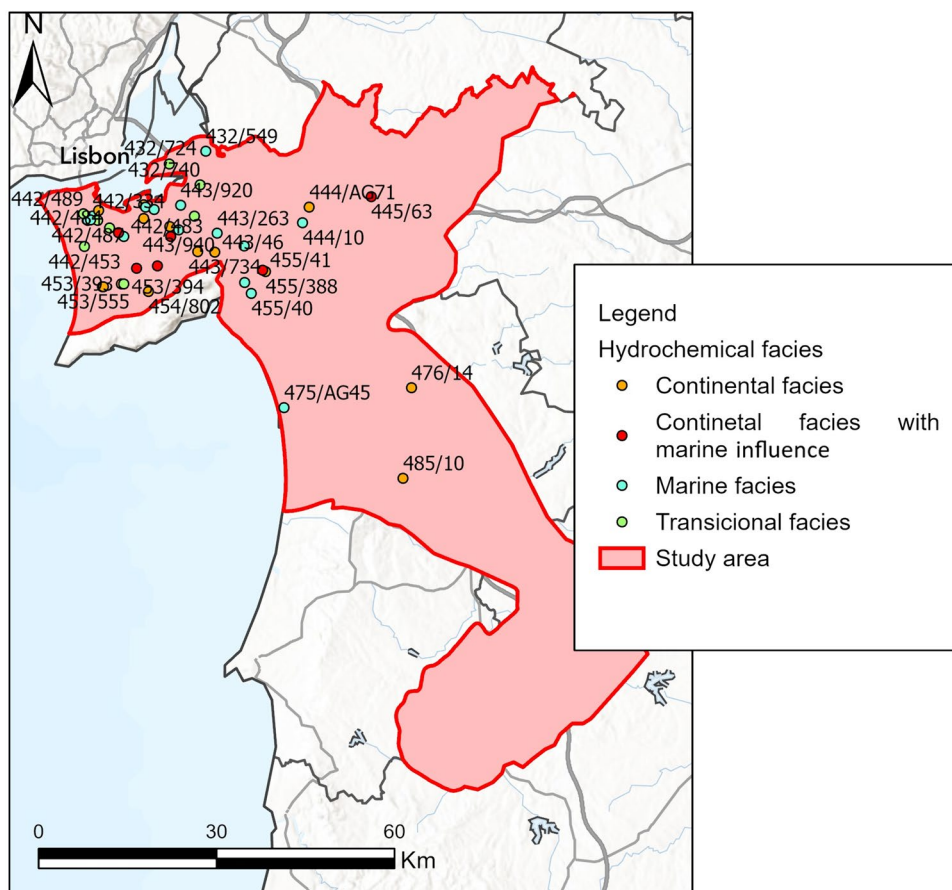 N
432/549
432/724
Lisbon
432/740
444/AG71
443/920
442/489
445/63
443/263
442/483
444/10
442/487
443/940
443/46
442/453
443/734
455/41
453/393
453/394
455/388
453/555
454/802
455/40
476/14
475/AG45
485/10
Legend
Hydrochemical facies
Continental facies
Continetal facies with
marine influence
Marine facies
Transicional facies
Study area
0
30
60
Km